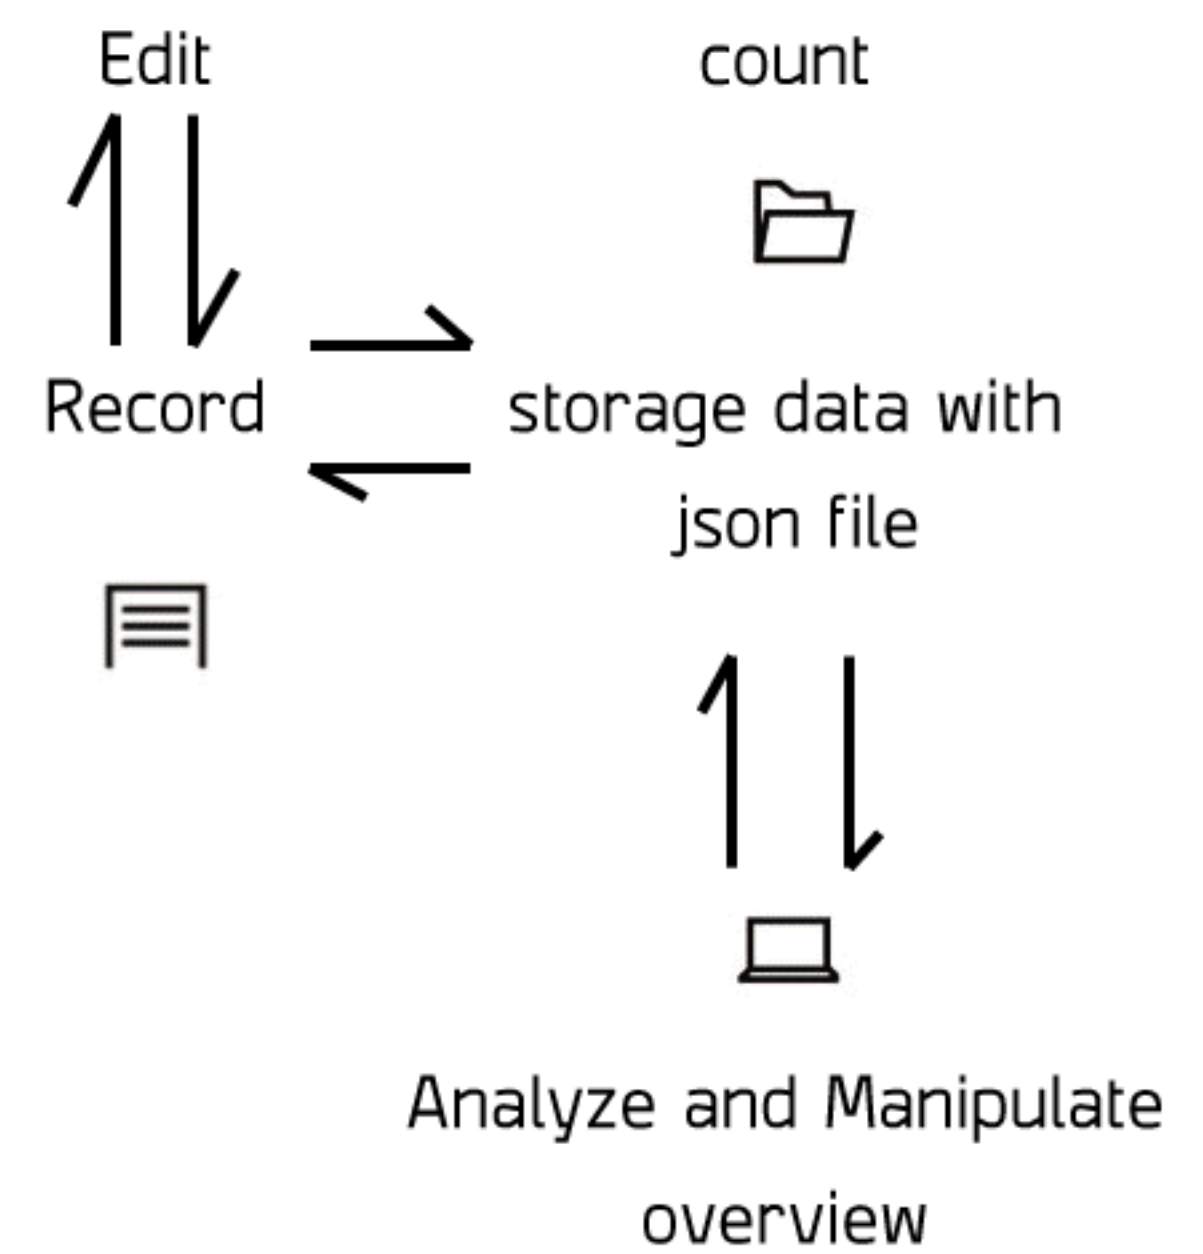 Edit
count
Record
storage data with
json file
Analyze and Manipulate
overview